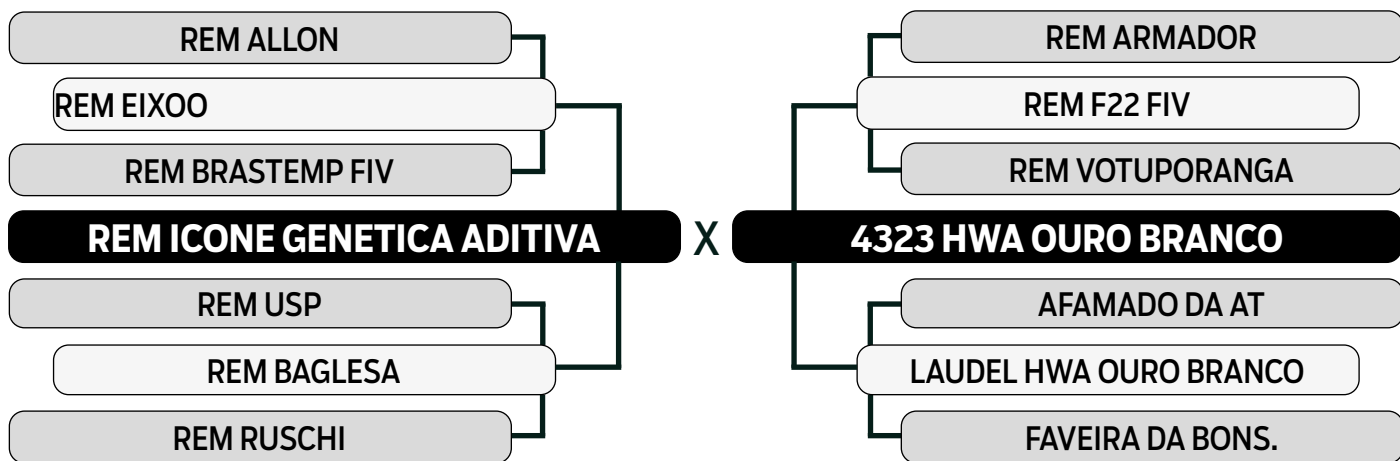 REM ALLON
REM EIXOO
REM BRASTEMP FIV
REM ICONE GENETICA ADITIVA
REM USP
REM BAGLESA
REM RUSCHI
X
REM ARMADOR
REM F22 FIV
REM VOTUPORANGA
4323 HWA OURO BRANCO
AFAMADO DA AT
LAUDEL HWA OURO BRANCO
FAVEIRA DA BONS.